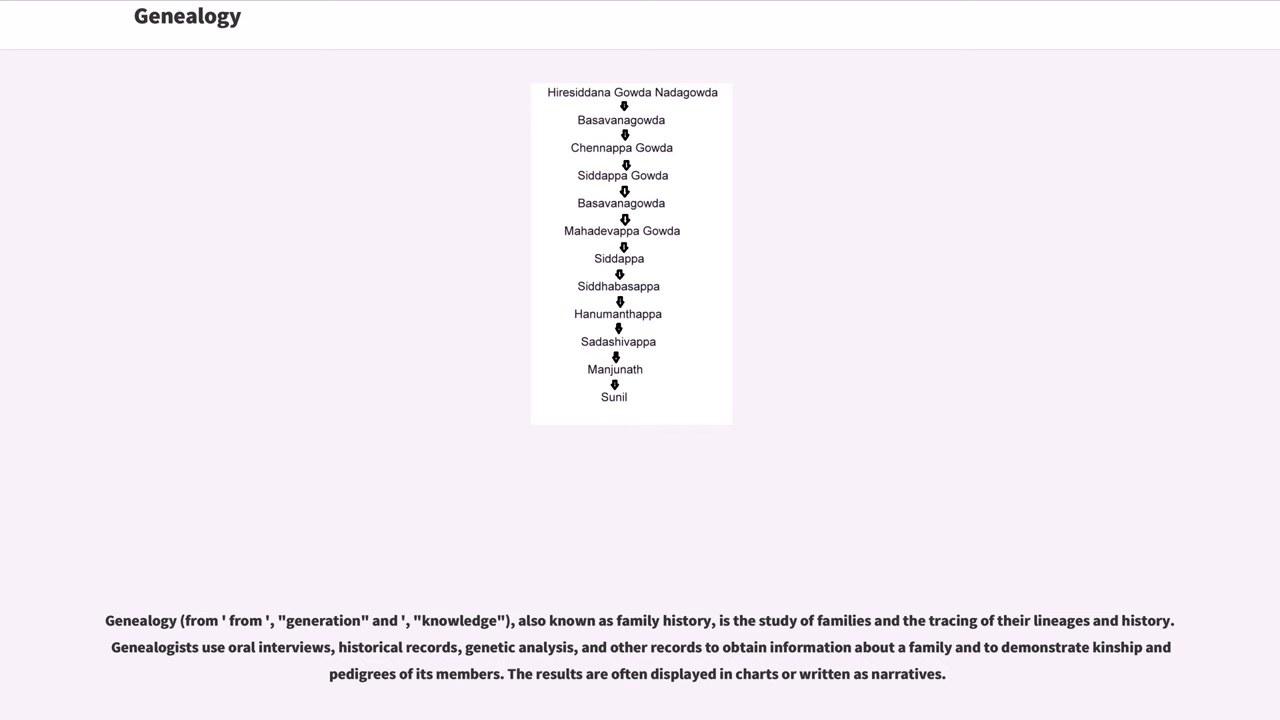 Genealogy
Hiresiddana Gowda Nadagowda
Basavanagowda
Chennappa Gowda
Siddappa Gowda
Basavanagowda
Mahadevappa Gowda
Siddappa
Siddhabasappa
Hanumanthappa
Sadashivappa
Manjunath
Sunil
Genealogy (from ' from ', "generation" and ', "knowledge"), also known as family history, is the study of families and the tracing of their lineages and history.
Genealogists use oral interviews, historical records, genetic analysis, and other records to obtain information about a family and to demonstrate kinship and
pedigrees of its members. The results are often displayed in charts or written as narratives.